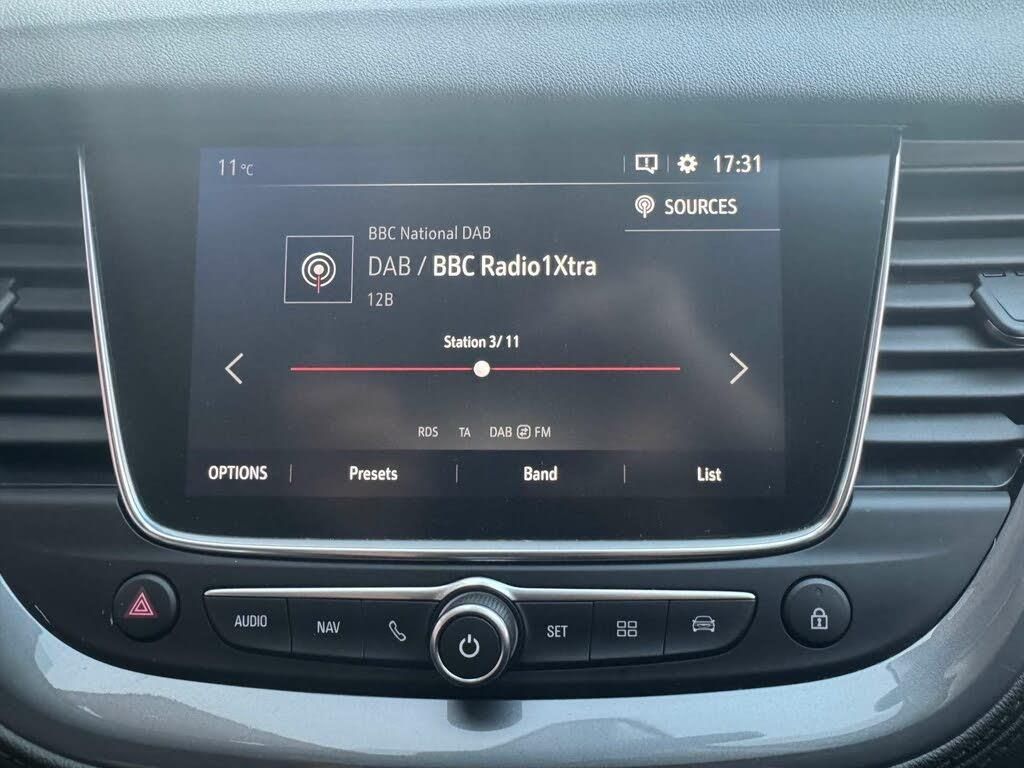 11 °C
17:31
SOURCES
BBC National DAB
DAB / BBC Radio1Xtra
12B
Station 3/ 11
RDS TA DAB FM
OPTIONS Presets Band List
AUDIO NAV SET